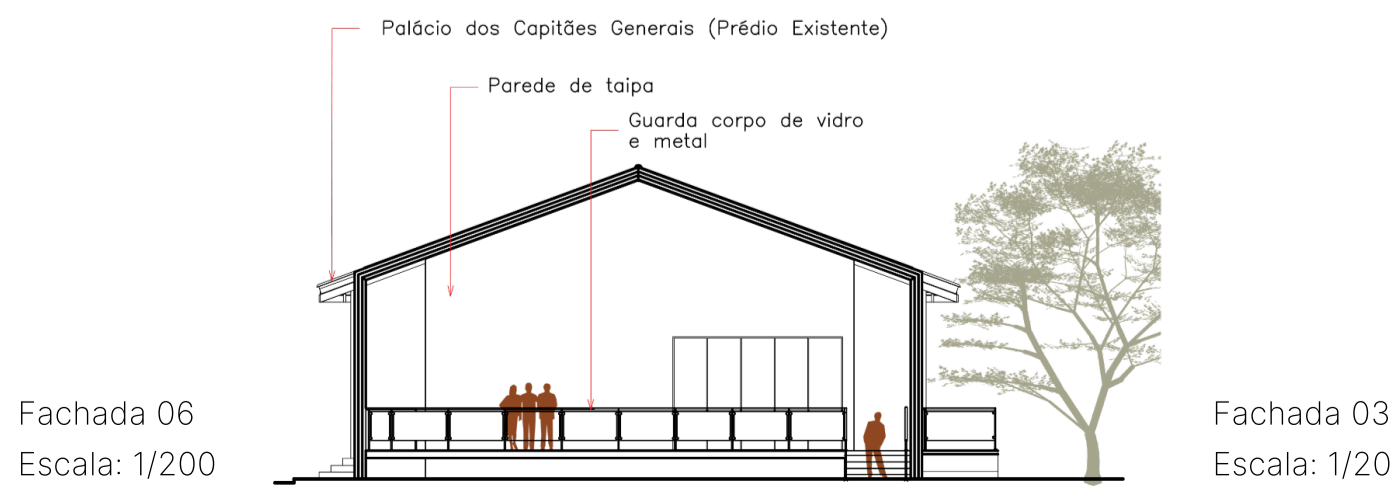 Palácio dos Capitães Generais (Prédio Existente)
Parede de taipa
Guarda corpo de vidro
e metal
Fachada 06
Escala: 1/200
Fachada 03
Escala: 1/20